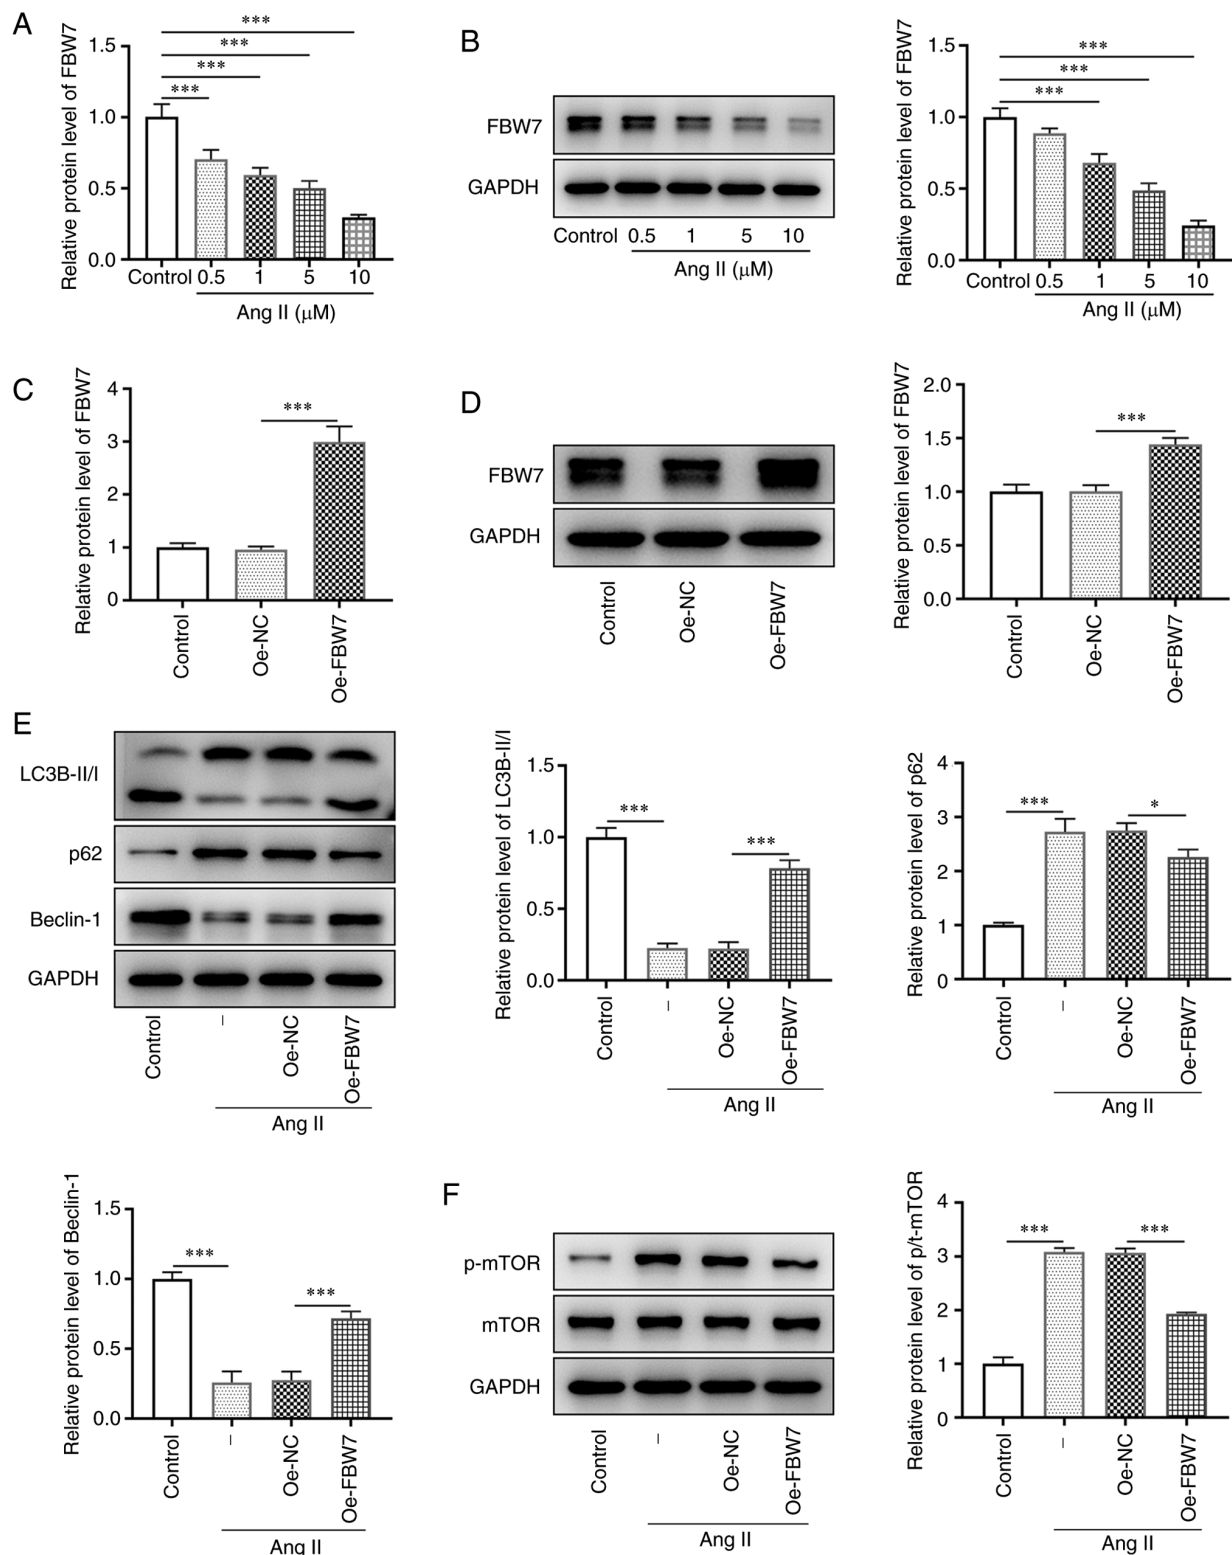 A
Relative protein level of FBW7
1.5
1.0
0.5
0.0
***
***
***
***
Control 0.5 1 5 10
Ang II (μM)
B
FBW7
GAPDH
Control 0.5 1 5 10
Ang II (μM)
Relative protein level of FBW7
1.5
1.0
0.5
0.0
***
***
***
Control 0.5 1 5 10
Ang II (μM)
C
Relative protein level of FBW7
4
3
2
1
0
***
Control
Oe-NC
Oe-FBW7
D
FBW7
GAPDH
Control
Oe-NC
Oe-FBW7
Relative protein level of FBW7
2.0
1.5
1.0
0.5
0.0
***
Control
Oe-NC
Oe-FBW7
E
LC3B-II/I
p62
Beclin-1
GAPDH
Control
–
Oe-NC
Oe-FBW7
Ang II
Relative protein level of LC3B-II/I
1.5
1.0
0.5
0.0
***
***
Control
–
Oe-NC
Oe-FBW7
Ang II
Relative protein level of p62
4
3
2
1
0
***
*
Control
–
Oe-NC
Oe-FBW7
Ang II
Relative protein level of Beclin-1
1.5
1.0
0.5
0.0
***
***
Control
–
Oe-NC
Oe-FBW7
Ang II
F
p-mTOR
mTOR
GAPDH
Control
–
Oe-NC
Oe-FBW7
Ang II
Relative protein level of p/t-mTOR
4
3
2
1
0
***
***
Control
–
Oe-NC
Oe-FBW7
Ang II